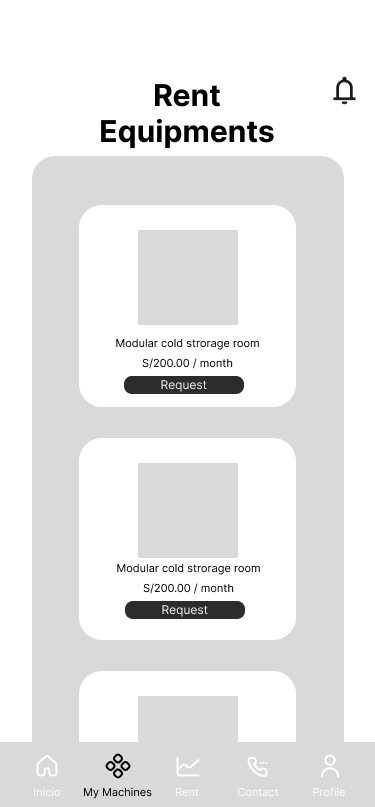 Rent
Equipments
Modular cold strorage room
S/200.00 / month
Request
Modular cold strorage room
S/200.00 / month
Request
Inicio
My Machines
Rent
Contact
Profile